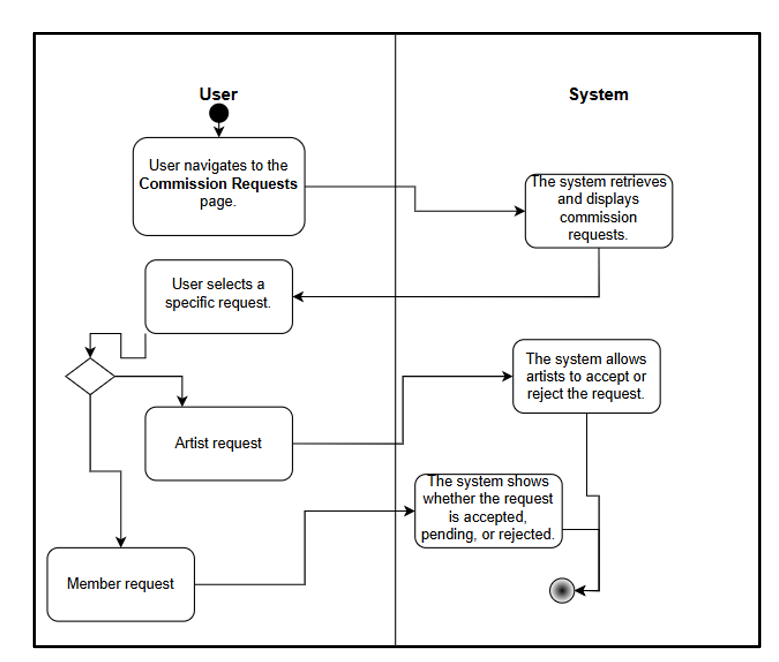 User
System
User navigates to the
Commission Requests
page.
The system retrieves
and displays
commission
requests.
User selects a
specific request.
The system allows
artists to accept or
reject the request.
Artist request
The system shows
whether the request
is accepted,
pending, or rejected.
Member request